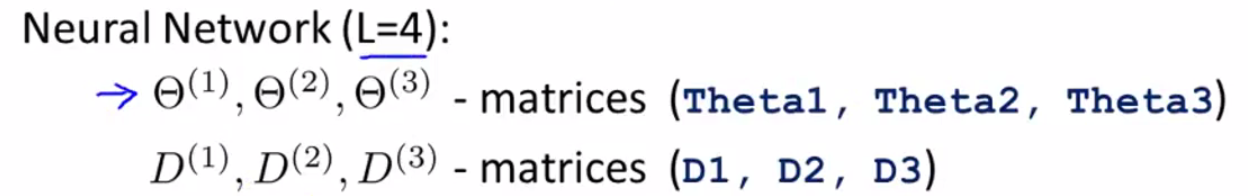 Neural Network (L=4):
→ Θ⁽¹⁾, Θ⁽²⁾, Θ⁽³⁾ - matrices (Theta1, Theta2, Theta3)
D⁽¹⁾, D⁽²⁾, D⁽³⁾ - matrices (D1, D2, D3)